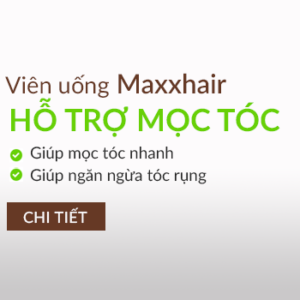 Viên uống Maxxhair
HỖ TRỢ MỌC TÓC
Giúp mọc tóc nhanh
Giúp ngăn ngừa tóc rụng
CHI TIẾT